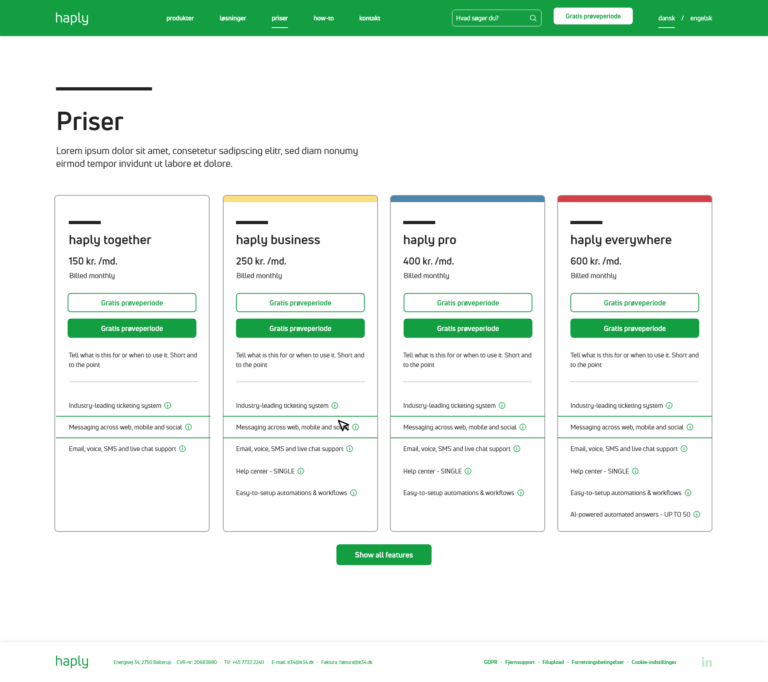 haply
produkter løsninger priser how-to kontakt
Hvad søger du?
Gratis prøveperiode
dansk / engelsk
Priser
Lorem ipsum dolor sit amet, consetetur sadipscing elitr, sed diam nonumy
eirmod tempor invidunt ut labore et dolore.
haply together
150 kr. /md.
Billed monthly
Gratis prøveperiode
Gratis prøveperiode
Tell what is this for or when to use it. Short and
to the point
Industry-leading ticketing system
Messaging across web, mobile and social
Email, voice, SMS and live chat support
haply business
250 kr. /md.
Billed monthly
Gratis prøveperiode
Gratis prøveperiode
Tell what is this for or when to use it. Short and
to the point
Industry-leading ticketing system
Messaging across web, mobile and
Email, voice, SMS and live chat support
Help center - SINGLE
Easy-to-setup automations & workflows
haply pro
400 kr. /md.
Billed monthly
Gratis prøveperiode
Gratis prøveperiode
Tell what is this for or when to use it. Short and
to the point
Industry-leading ticketing system
Messaging across web, mobile and social
Email, voice, SMS and live chat support
Help center - SINGLE
Easy-to-setup automations & workflows
haply everywhere
600 kr. /md.
Billed monthly
Gratis prøveperiode
Gratis prøveperiode
Tell what is this for or when to use it. Short and
to the point
Industry-leading ticketing system
Messaging across web, mobile and social
Email, voice, SMS and live chat support
Help center - SINGLE
Easy-to-setup automations & workflows
AI-powered automated answers - UP TO 50
Show all features
haply
Energivej 34, 2750 Ballerup · CVR-nr: 20683680 · Tlf: +45 7733 2240 · E-mail: k34@k34.dk · Faktura: faktura@k34.dk
GDPR · Fjernsupport · Filupload · Forretningsbetingelser · Cookie-indstillinger
in